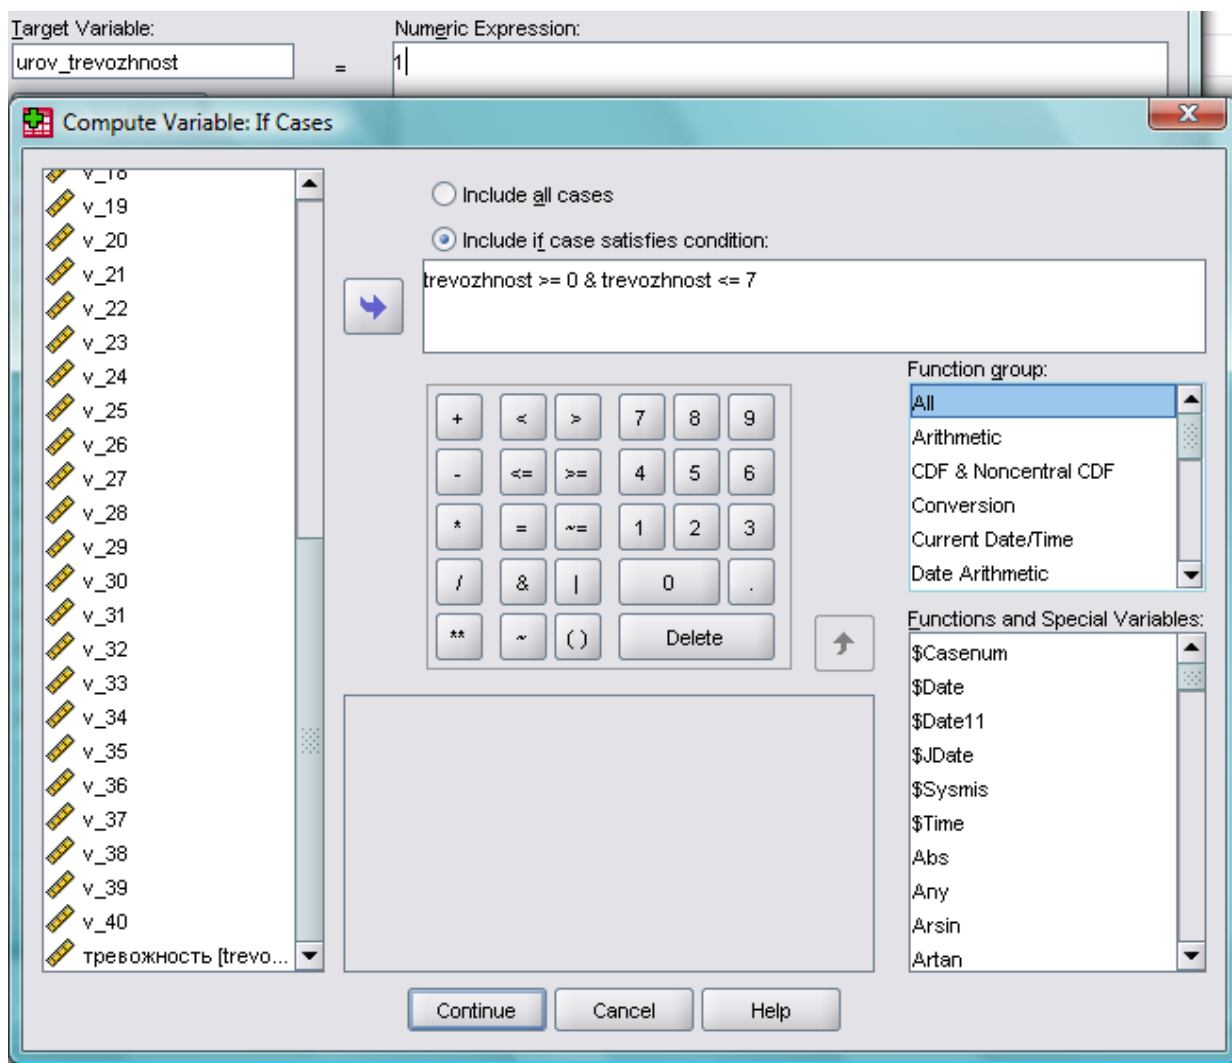 Target Variable:
Numeric Expression:
urov_trevozhnost
=
1
Compute Variable: If Cases
X
v_18
v_19
v_20
v_21
v_22
v_23
v_24
v_25
v_26
v_27
v_28
v_29
v_30
v_31
v_32
v_33
v_34
v_35
v_36
v_37
v_38
v_39
v_40
тревожность [trevo...
Include all cases
Include if case satisfies condition:
trevozhnost >= 0 & trevozhnost <= 7
+ < > 7 8 9
- <= >= 4 5 6
* = ~= 1 2 3
/ & | 0 .
** ~ ( ) Delete
Function group:
All
Arithmetic
CDF & Noncentral CDF
Conversion
Current Date/Time
Date Arithmetic
Functions and Special Variables:
$Casenum
$Date
$Date11
$JDate
$Sysmis
$Time
Abs
Any
Arsin
Artan
Continue
Cancel
Help